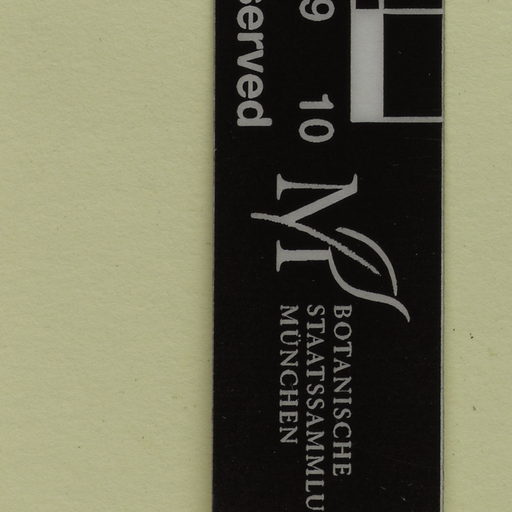 served
9 10
M
BOTANISCHE
STAATSSAMMLU
MÜNCHEN